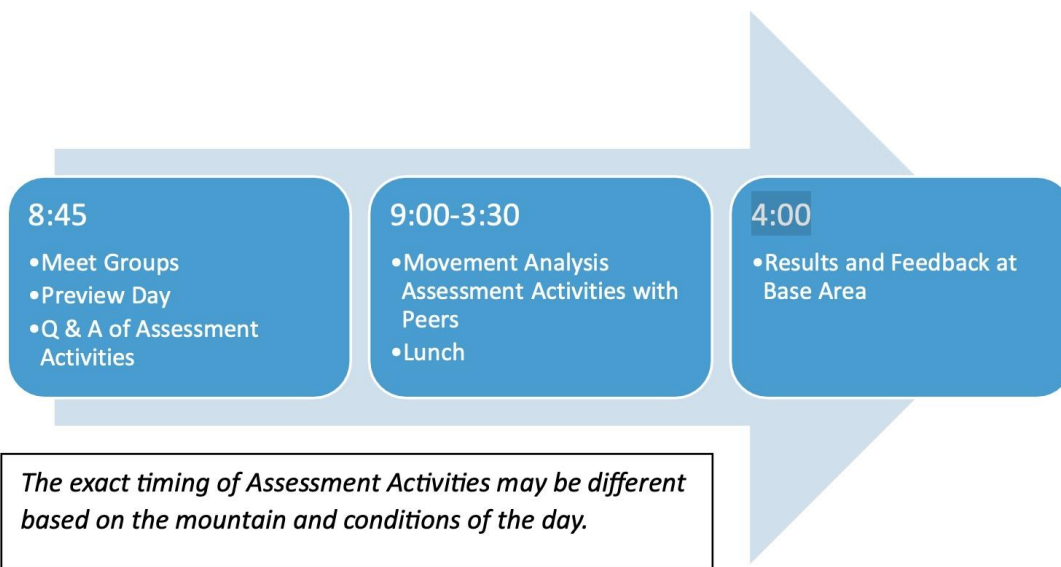 8:45
•Meet Groups
•Preview Day
•Q & A of Assessment
Activities
9:00-3:30
•Movement Analysis
Assessment Activities with
Peers
•Lunch
4:00
•Results and Feedback at
Base Area
The exact timing of Assessment Activities may be different
based on the mountain and conditions of the day.